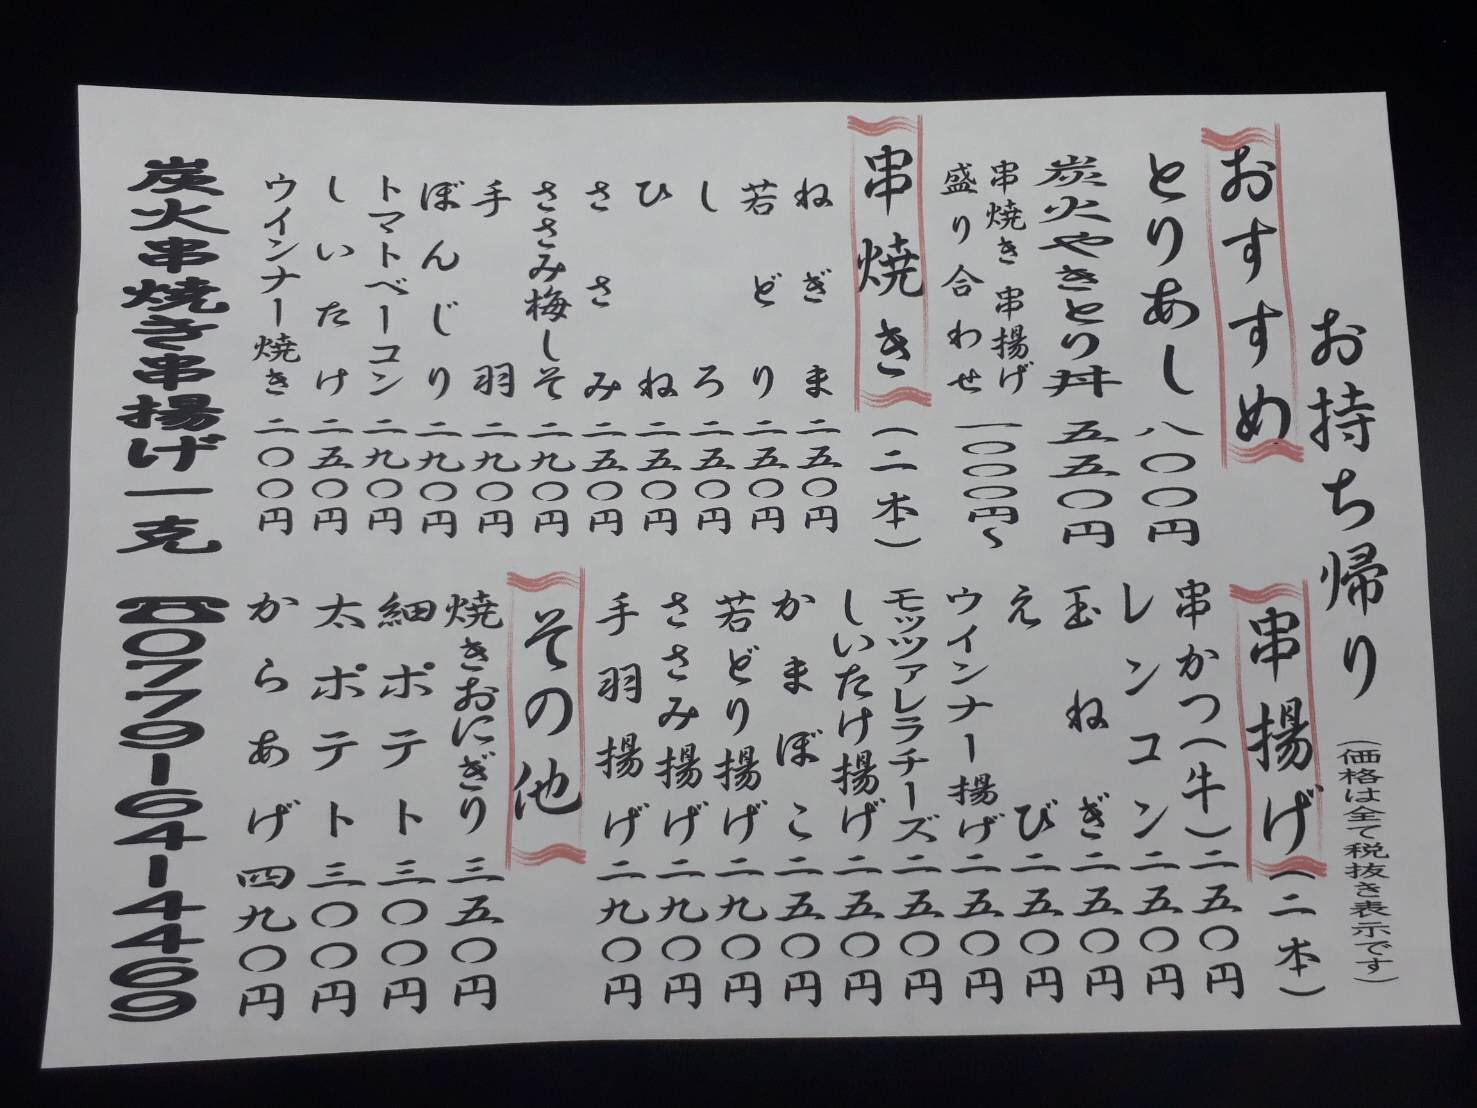 お持ち帰り
(価格は全て税抜き表示です)
おすすめ
とりあし 八〇〇円
炭火やきとり丼 五五〇円
串焼き 串揚げ
盛り合わせ 一〇〇〇円~
串焼き (二本)
ねぎま 二五〇円
若どり 二五〇円
しろ 二五〇円
ひね 二五〇円
ささみ 二五〇円
ささみ梅しそ 二九〇円
手羽 二九〇円
ぼんじり 二九〇円
トマトベーコン 二九〇円
しいたけ 二五〇円
ウインナー焼き 二〇〇円
串揚げ (二本)
串かつ(牛) 二五〇円
レンコン 二五〇円
玉ねぎ 二五〇円
えび 二五〇円
ウインナー揚げ 二五〇円
モッツァレラチーズ 二五〇円
しいたけ揚げ 二五〇円
かまぼこ 二五〇円
若どり揚げ 二九〇円
ささみ揚げ 二九〇円
手羽揚げ 二九〇円
その他
焼きおにぎり 三五〇円
細ポテト 三〇〇円
太ポテト 三〇〇円
からあげ 四九〇円
炭火串焼き串揚げ一克 ☎0779-64-4469